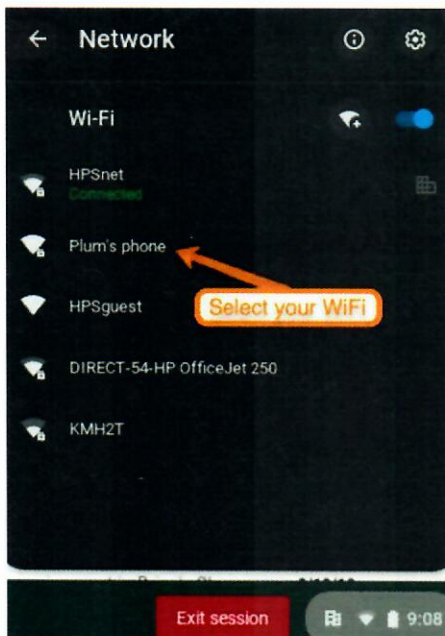 Network
Wi-Fi
HPSnet
Connected
Plum's phone
HPSguest
Select your WiFi
DIRECT-54-HP OfficeJet 250
KMH2T
Exit session
9:08